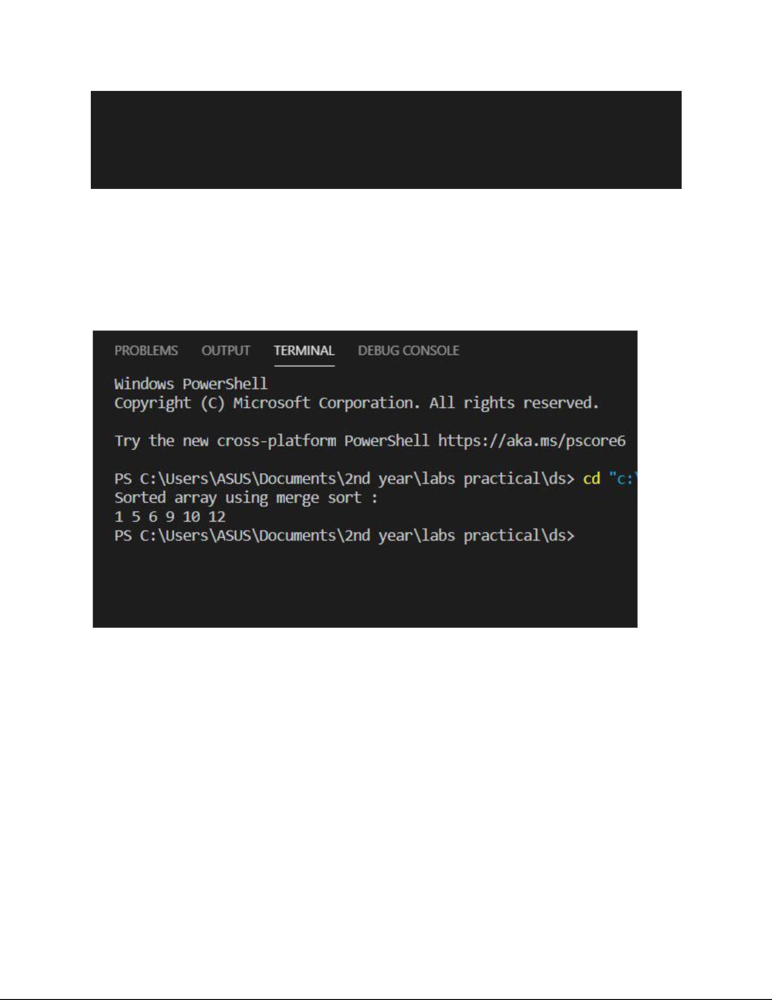 PROBLEMS OUTPUT TERMINAL DEBUG CONSOLE
Windows PowerShell
Copyright (C) Microsoft Corporation. All rights reserved.
Try the new cross-platform PowerShell https://aka.ms/pscore6
PS C:\Users\ASUS\Documents\2nd year\labs practical\ds> cd "c:\
Sorted array using merge sort :
1 5 6 9 10 12
PS C:\Users\ASUS\Documents\2nd year\labs practical\ds>